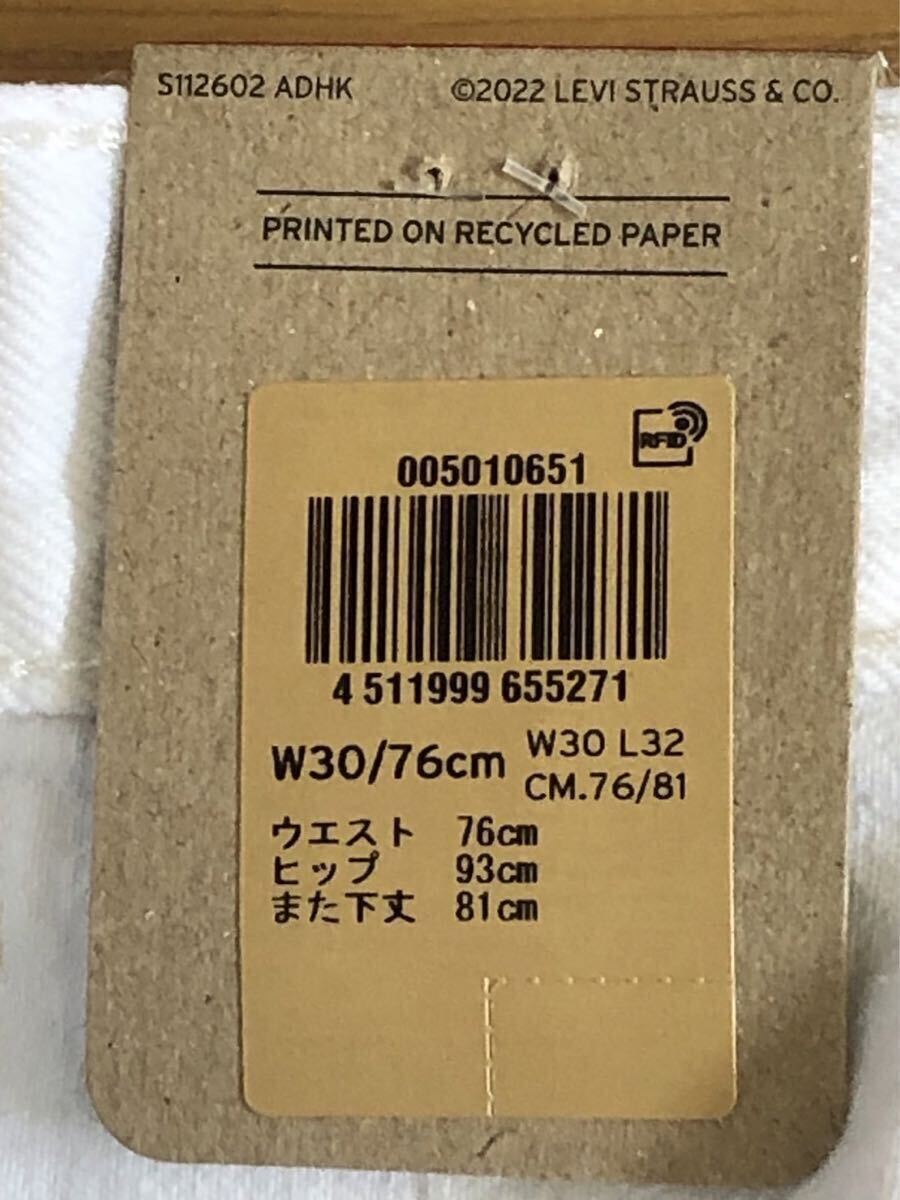 S112602 ADHK ©2022 LEVI STRAUSS & CO.
PRINTED ON RECYCLED PAPER
RFID
005010651
4 511999 655271
W30/76cm W30 L32
CM.76/81
ウエスト 76cm
ヒップ 93cm
また下丈 81cm